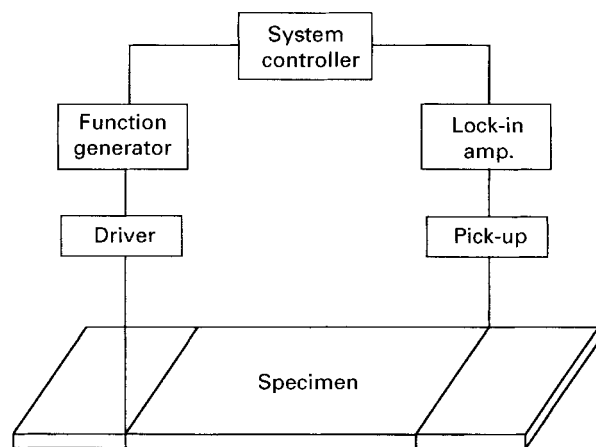 System
controller
Function
generator
Lock-in
amp.
Driver
Pick-up
Specimen